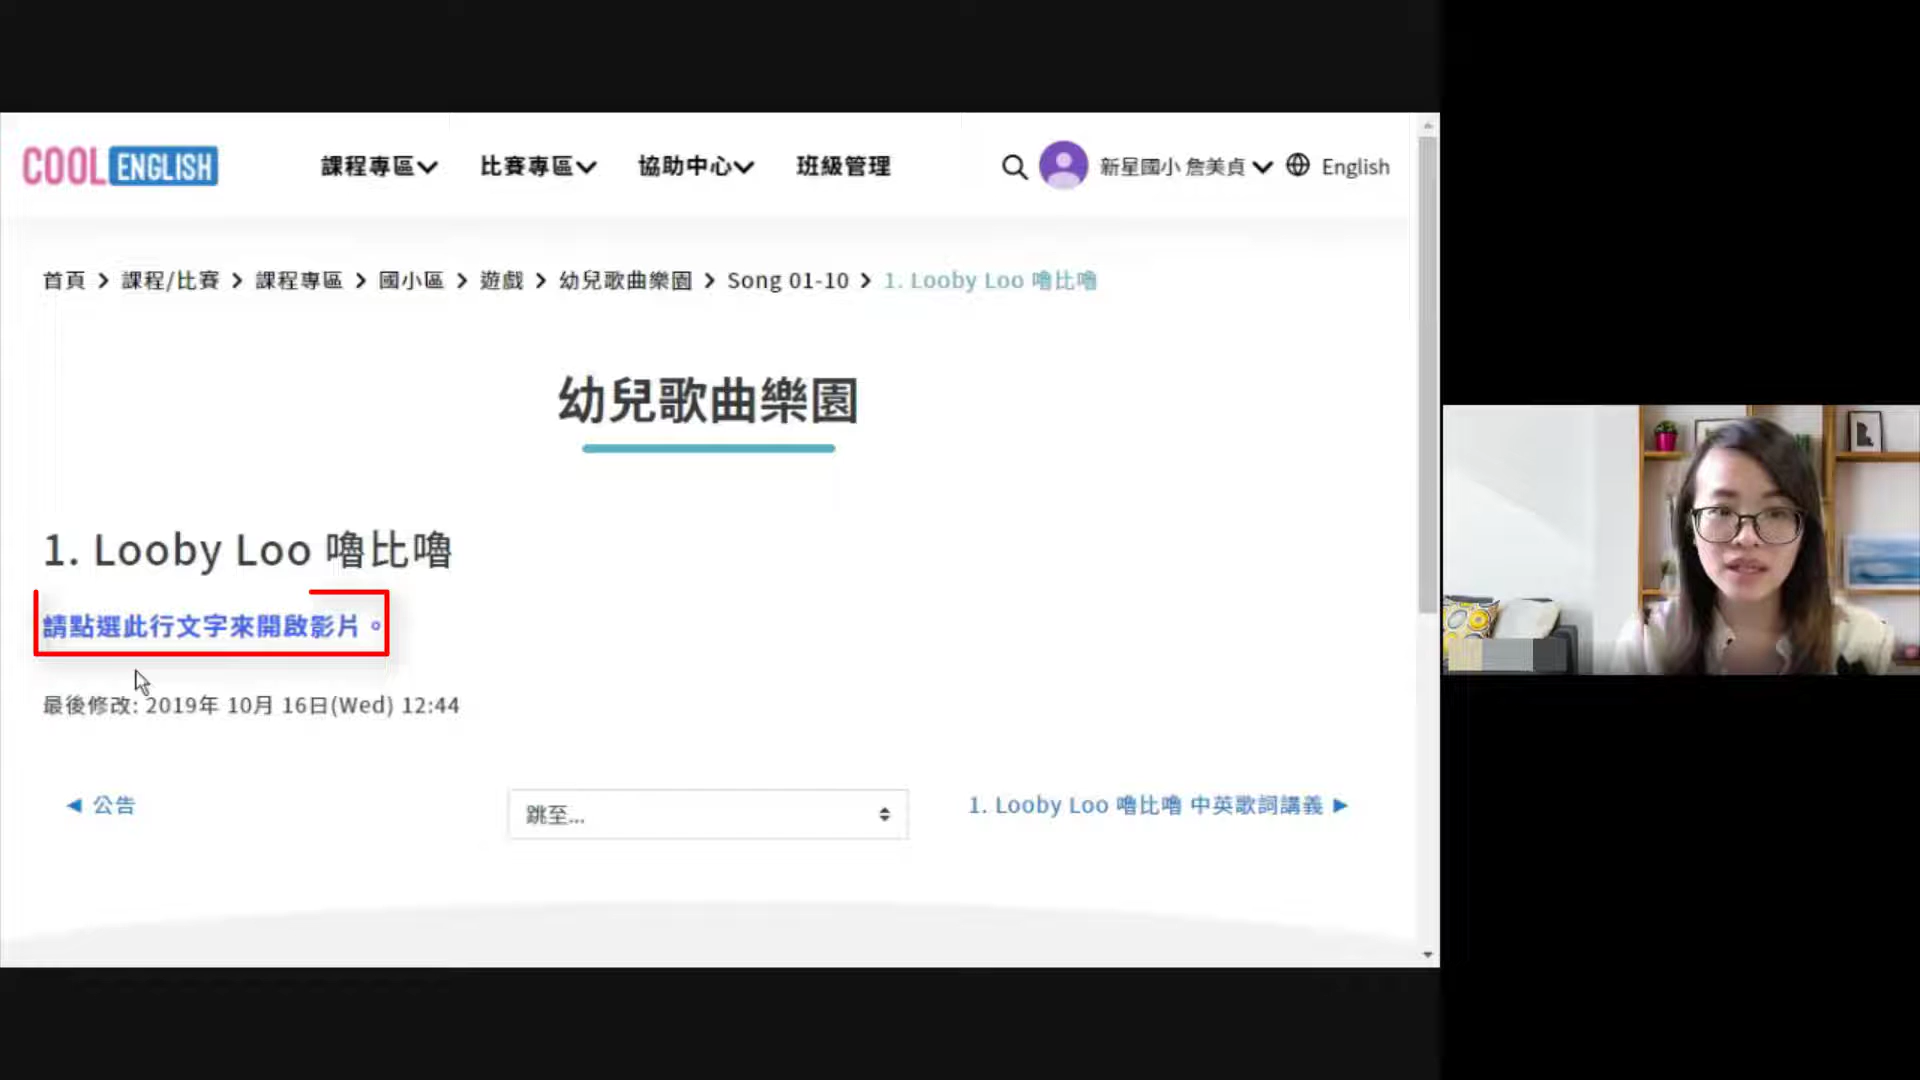 COOL ENGLISH
課程專區 比賽專區 協助中心 班級管理 新星國小 詹美貞 English
首頁 > 課程/比賽 > 課程專區 > 國小區 > 遊戲 > 幼兒歌曲樂園 > Song 01-10 > 1. Looby Loo 嚕比嚕
幼兒歌曲樂園
1. Looby Loo 嚕比嚕
請點選此行文字來開啟影片。
最後修改: 2019年 10月 16日(Wed) 12:44
◀ 公告
跳至...
1. Looby Loo 嚕比嚕 中英歌詞講義 ▶